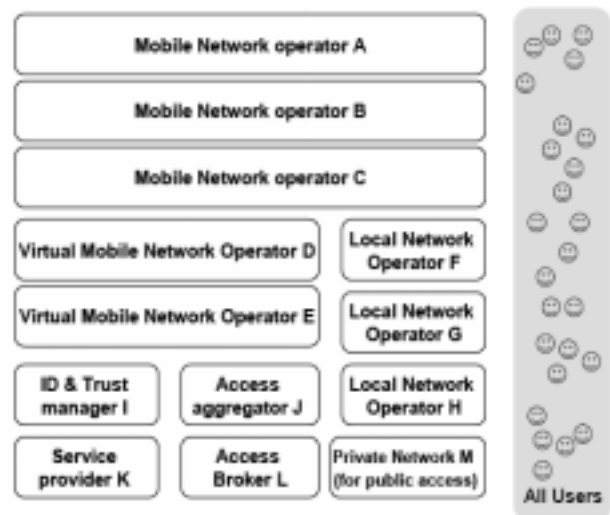 Mobile Network operator A
Mobile Network operator B
Mobile Network operator C
Virtual Mobile Network Operator D
Local Network
Operator F
Virtual Mobile Network Operator E
Local Network
Operator G
ID & Trust
manager I
Access
aggregator J
Local Network
Operator H
Service
provider K
Access
Broker L
Private Network M
(for public access)
All Users